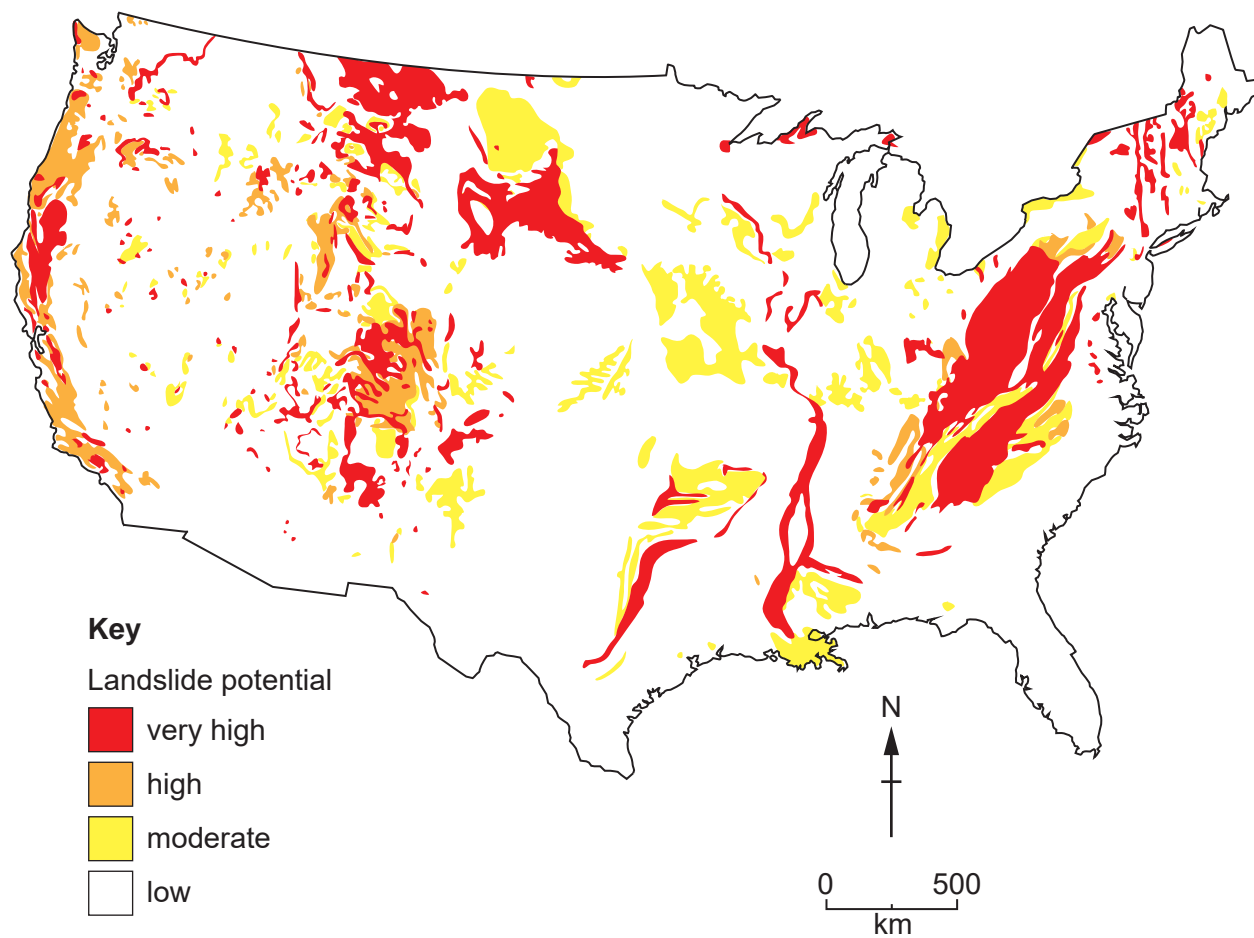 Key
Landslide potential
very high
high
moderate
low
N
0 500
km